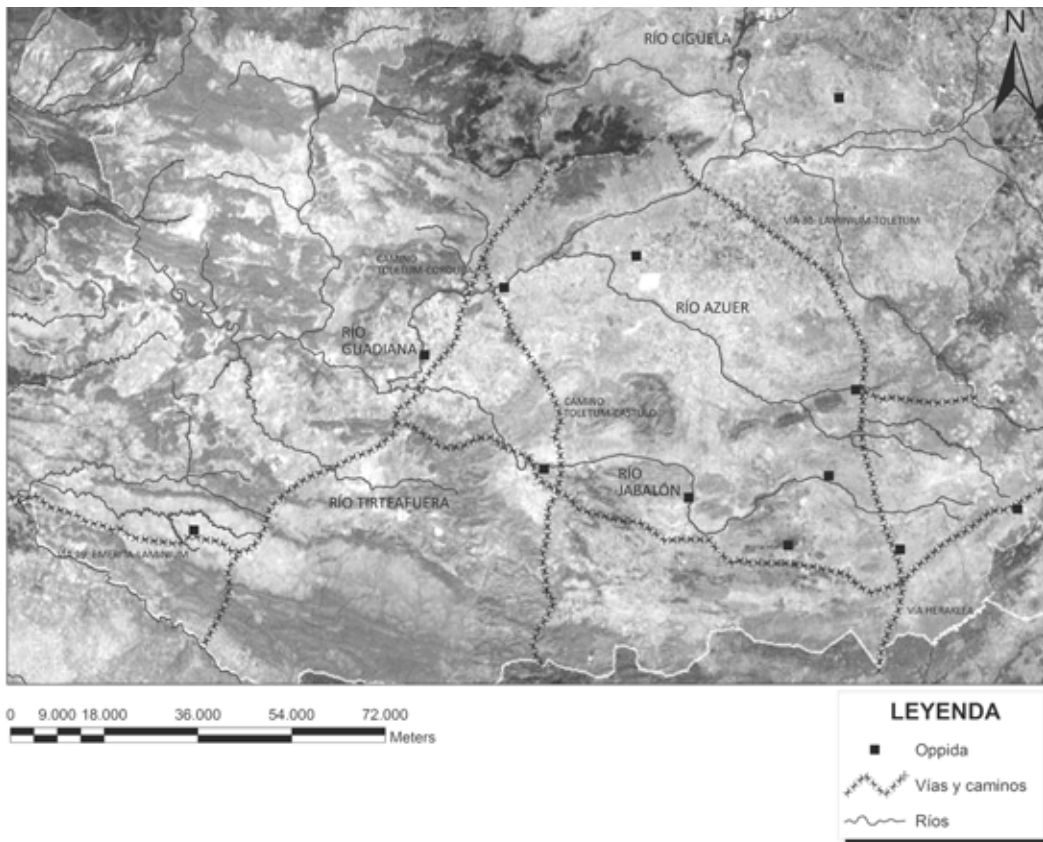 RÍO CIGÜELA
N
VÍA 30- LAMINIUM-TOLETUM
CAMINO
TOLETUM-CORDUBA
RÍO AZUER
RÍO
GUADIANA
CAMINO
TOLETUM-CASTULO
RÍO
JABALÓN
RÍO TIRTEAFUERA
EMERITA-LAMINIUM
VÍA HERAKLEA
0 9.000 18.000 36.000 54.000 72.000
Meters
LEYENDA
Oppida
Vías y caminos
Ríos